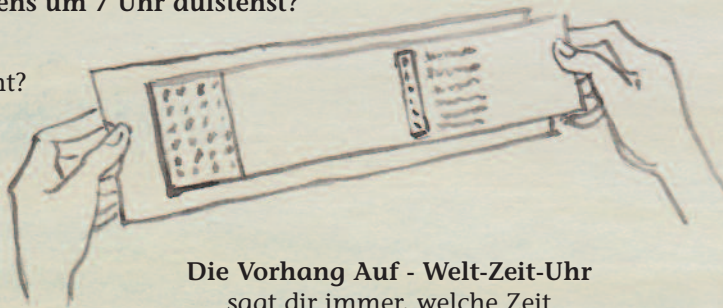 ens um 7 Uhr aufstehst?
nt?
Die Vorhang Auf - Welt-Zeit-Uhr
sagt dir immer, welche Zeit